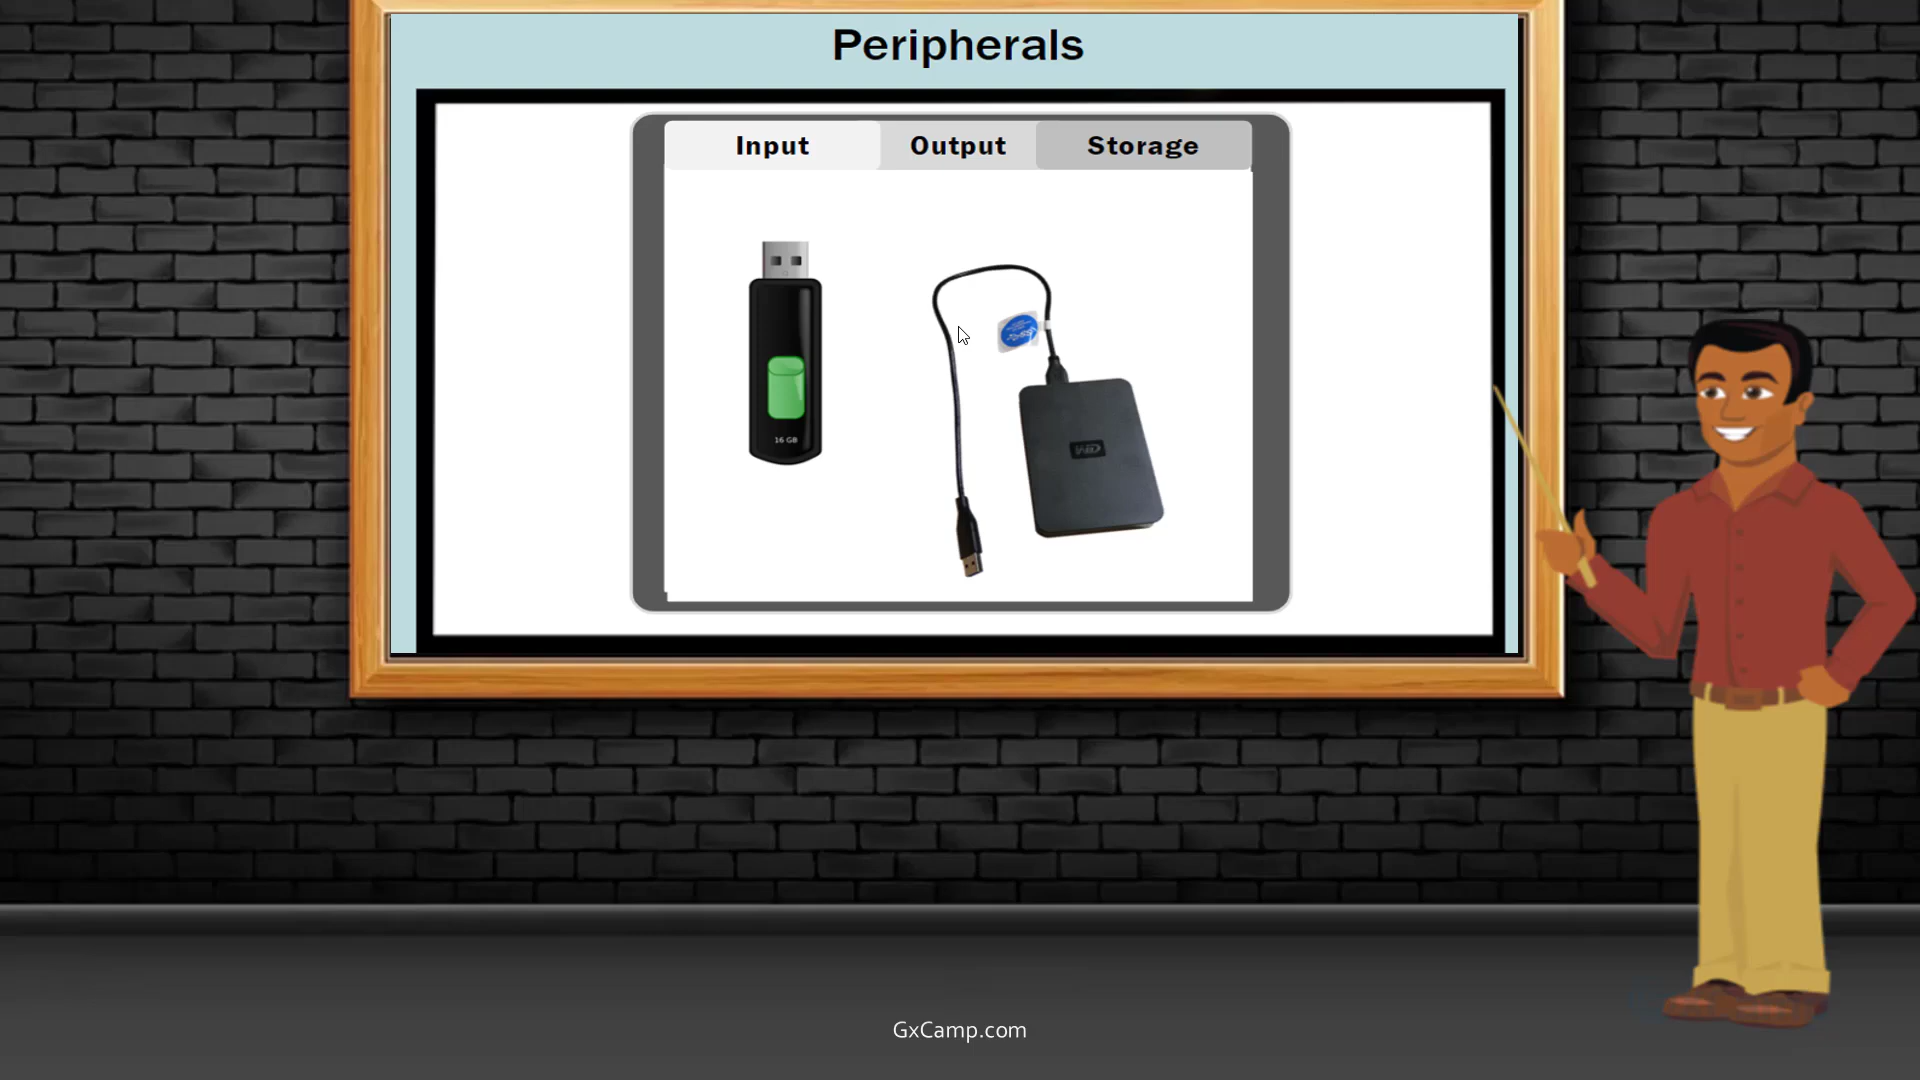 Peripherals
Input Output Storage
16 GB
WD
GxCamp.com